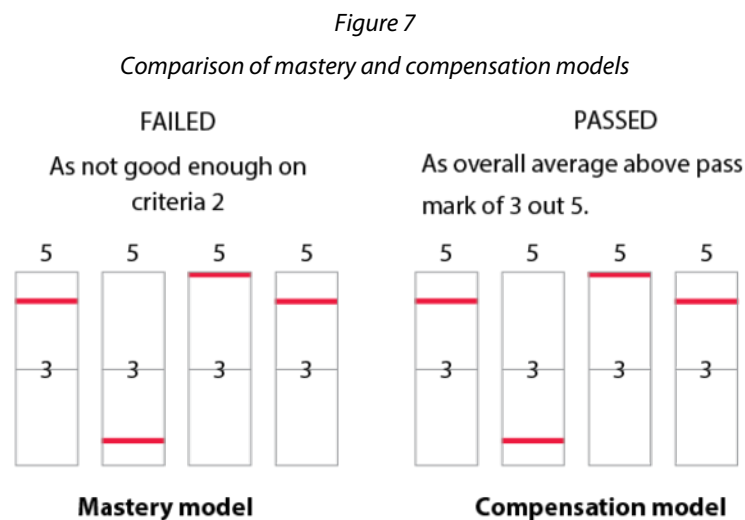 Figure 7
Comparison of mastery and compensation models
FAILED
As not good enough on
criteria 2
5 5 5 5
3 3 3 3
Mastery model
PASSED
As overall average above pass
mark of 3 out 5.
5 5 5 5
3 3 3 3
Compensation model